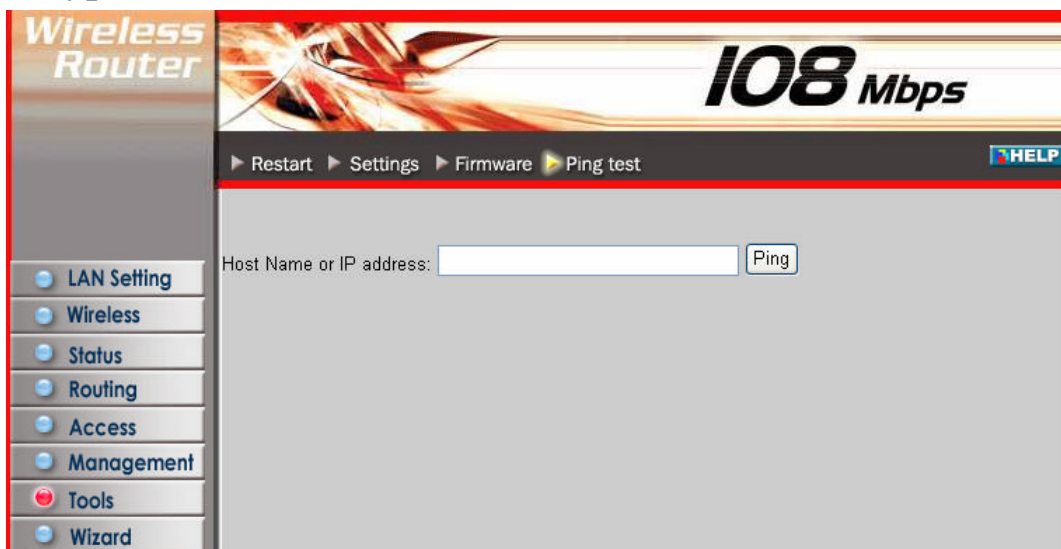 Wireless
Router
108 Mbps
Restart Settings Firmware Ping test
HELP
Host Name or IP address: Ping
LAN Setting
Wireless
Status
Routing
Access
Management
Tools
Wizard